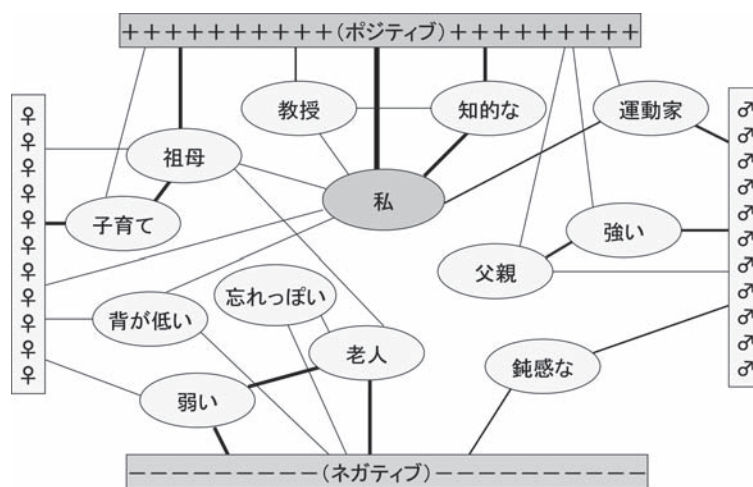 ++++++++++(ポジティブ)+++++++++
♀
♀
♀
♀
♀
♀
♀
♀
♀
♀
♀
教授
知的な
運動家
祖母
私
子育て
強い
父親
忘れっぽい
背が低い
老人
鈍感な
弱い
♂
♂
♂
♂
♂
♂
♂
♂
♂
♂
♂
−−−−−−−−−(ネガティブ)−−−−−−−−−